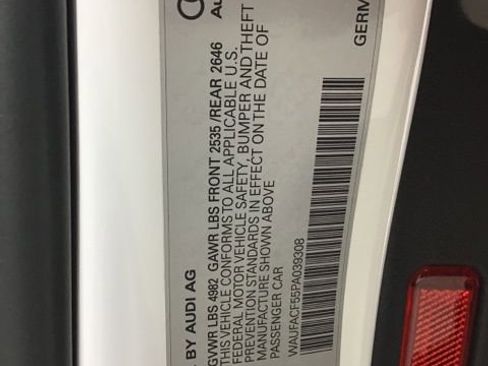 Au
GERM
BY AUDI AG
GVWR LBS 4982 GAWR LBS FRONT 2535 /REAR 2646
THIS VEHICLE CONFORMS TO ALL APPLICABLE U.S.
FEDERAL MOTOR VEHICLE SAFETY, BUMPER AND THEFT
PREVENTION STANDARDS IN EFFECT ON THE DATE OF
MANUFACTURE SHOWN ABOVE
PASSENGER CAR
WAUFACF55PA039308